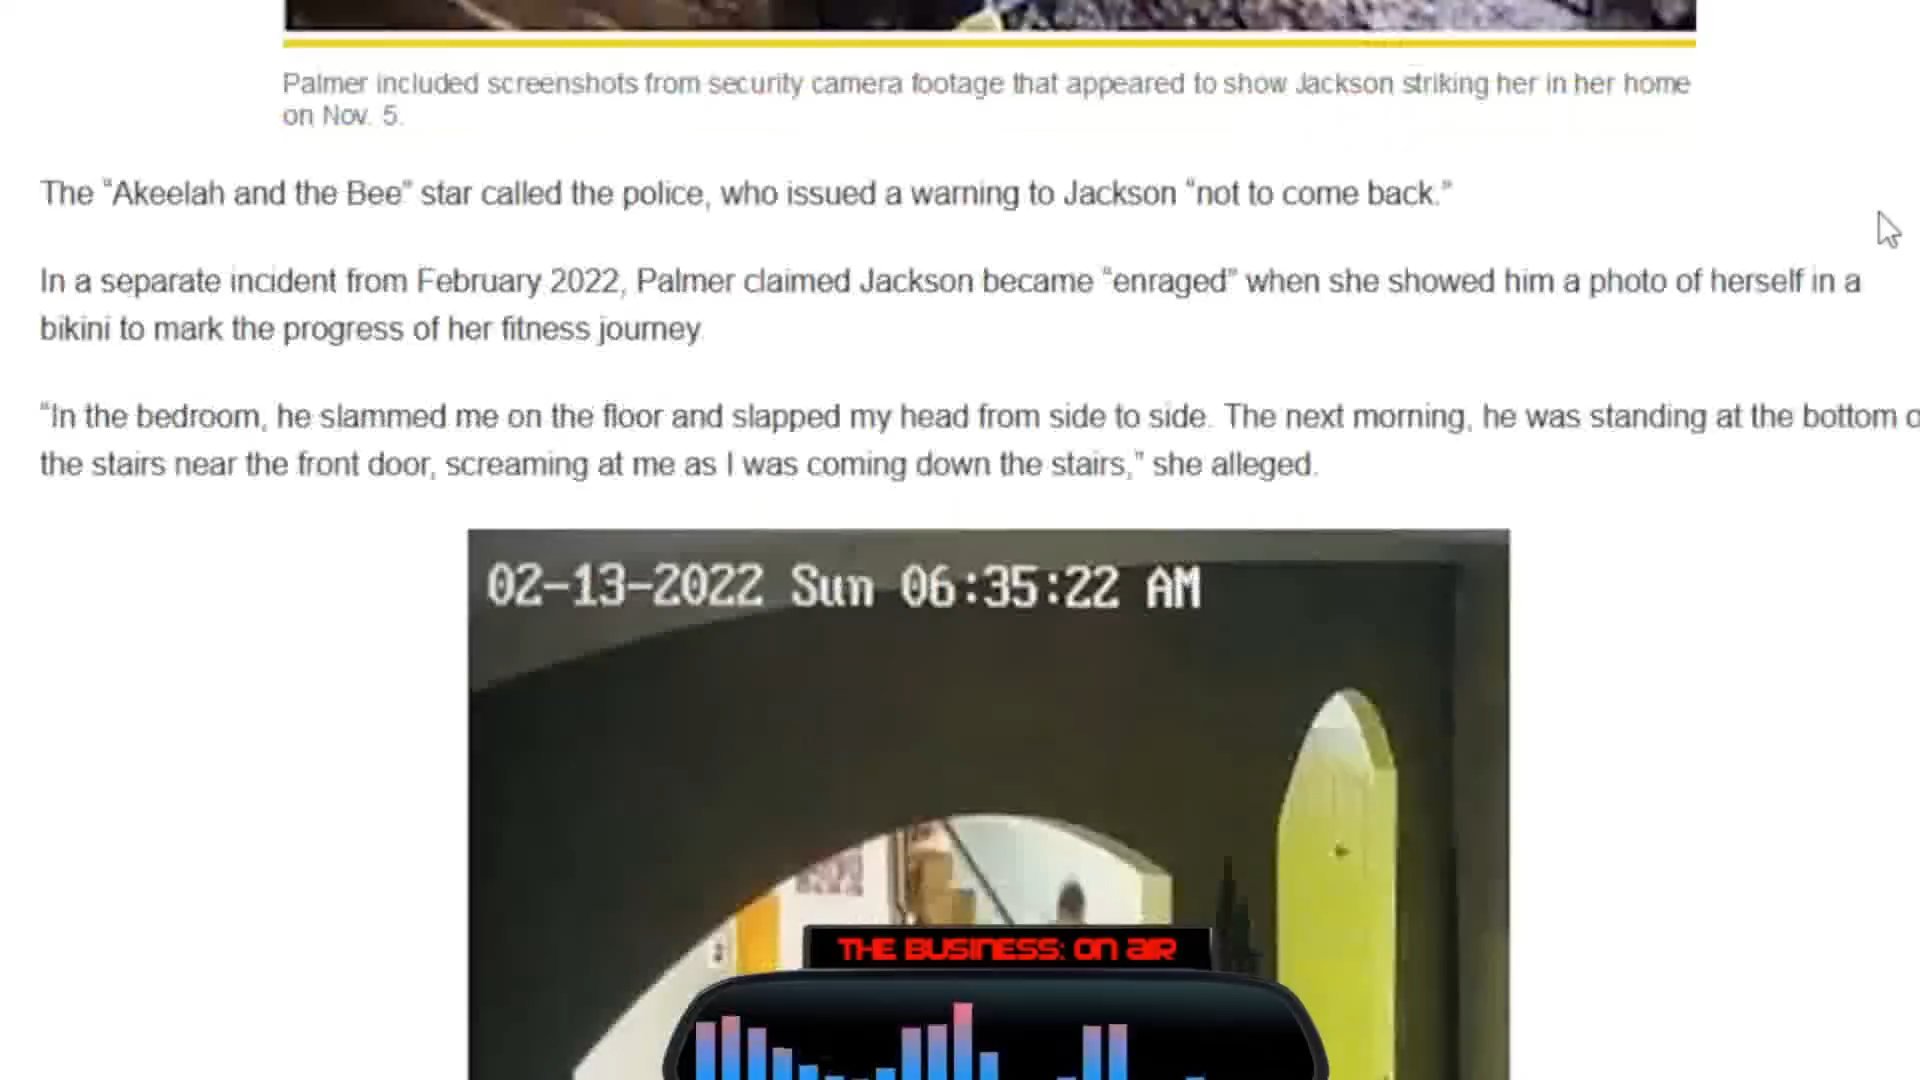 Palmer included screenshots from security camera footage that appeared to show Jackson striking her in her home
on Nov. 5.
The “Akeelah and the Bee” star called the police, who issued a warning to Jackson “not to come back.”
In a separate incident from February 2022, Palmer claimed Jackson became “enraged” when she showed him a photo of herself in a
bikini to mark the progress of her fitness journey.
“In the bedroom, he slammed me on the floor and slapped my head from side to side. The next morning, he was standing at the bottom o
the stairs near the front door, screaming at me as I was coming down the stairs,” she alleged.
02-13-2022 Sun 06:35:22 AM
THE BUSINESS: On AIR